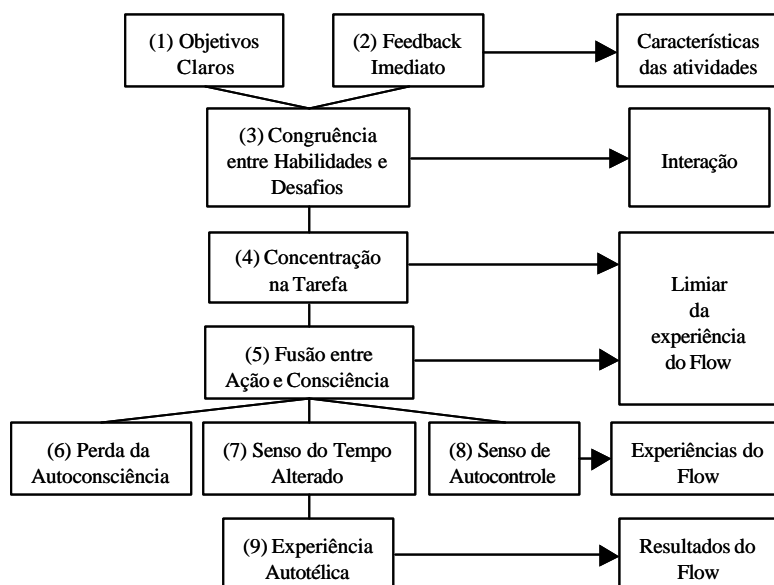 (1) Objetivos
Claros
(2) Feedback
Imediato
Características
das atividades
(3) Congruência
entre Habilidades e
Desafios
Interação
(4) Concentração
na Tarefa
Limiar
da
experiência
do Flow
(5) Fusão entre
Ação e Consciência
(6) Perda da
Autoconsciência
(7) Senso do Tempo
Alterado
(8) Senso de
Autocontrole
Experiências do
Flow
(9) Experiência
Autotélica
Resultados do
Flow